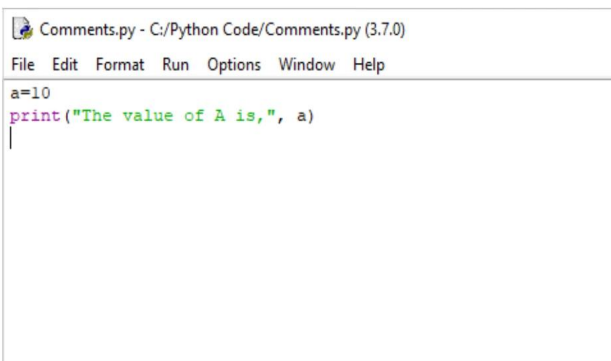 Comments.py - C:/Python Code/Comments.py (3.7.0)
File Edit Format Run Options Window Help
a=10
print("The value of A is,", a)